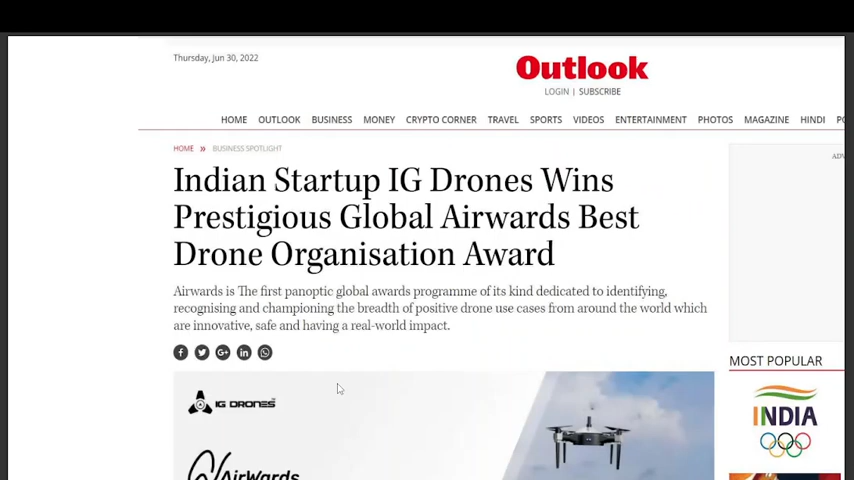 Thursday, Jun 30, 2022
Outlook
LOGIN | SUBSCRIBE
HOME OUTLOOK BUSINESS MONEY CRYPTO CORNER TRAVEL SPORTS VIDEOS ENTERTAINMENT PHOTOS MAGAZINE HINDI
HOME » BUSINESS SPOTLIGHT
Indian Startup IG Drones Wins
Prestigious Global Airwards Best
Drone Organisation Award
Airwards is The first panoptic global awards programme of its kind dedicated to identifying,
recognising and championing the breadth of positive drone use cases from around the world which
are innovative, safe and having a real-world impact.
MOST POPULAR
IG DRONES
INDIA
AirWards